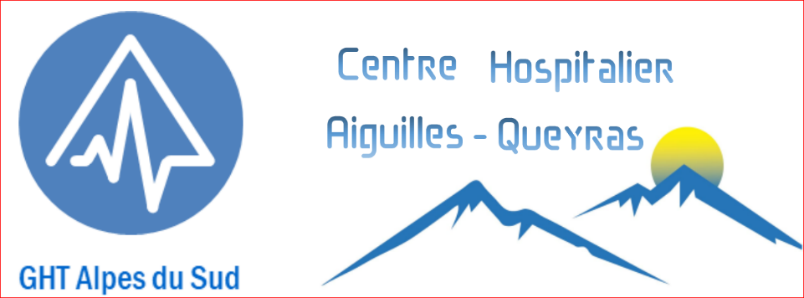 Centre Hospitalier
Aiguilles - Queyras
GHT Alpes du Sud